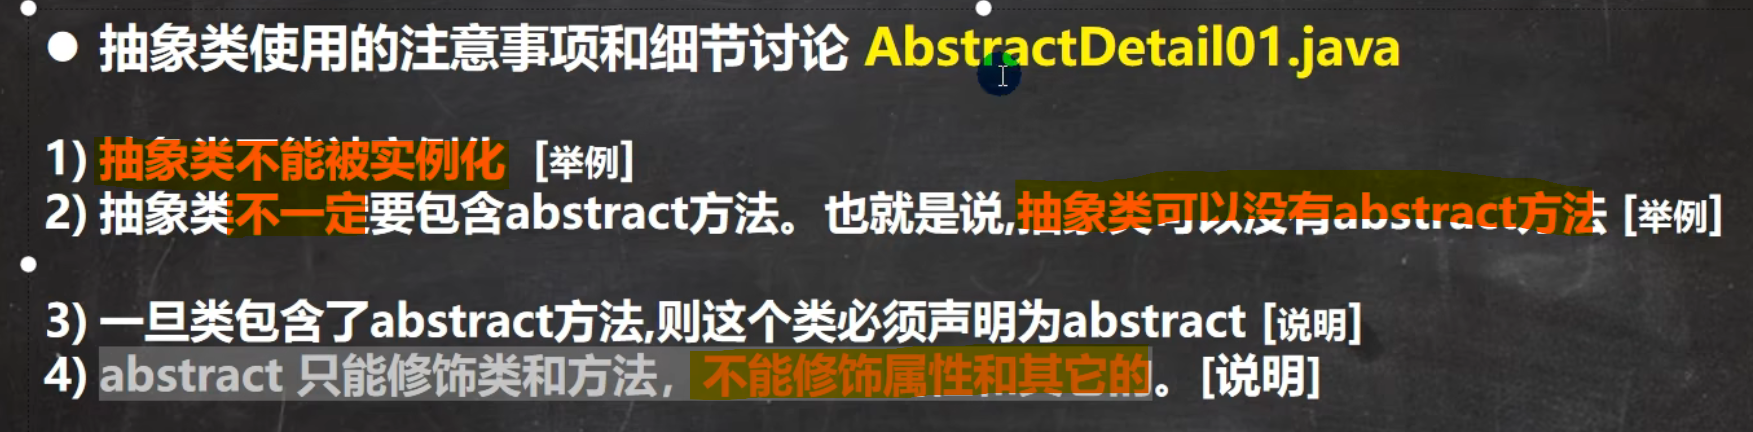 ● 抽象类使用的注意事项和细节讨论 AbstractDetail01.java
1) 抽象类不能被实例化 [举例]
2) 抽象类不一定要包含abstract方法。也就是说,抽象类可以没有abstract方法 [举例]
3) 一旦类包含了abstract方法,则这个类必须声明为abstract [说明]
4) abstract 只能修饰类和方法，不能修饰属性和其它的。[说明]